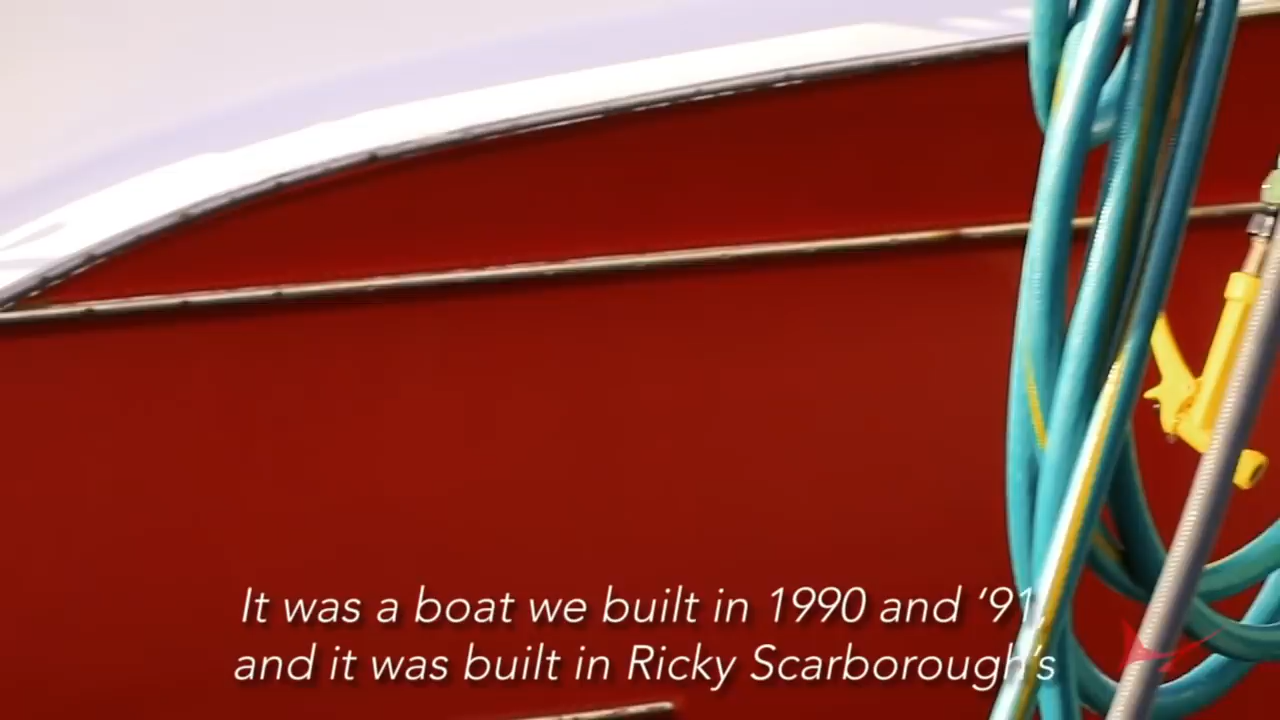 It was a boat we built in 1990 and ‘91,
and it was built in Ricky Scarborough’s